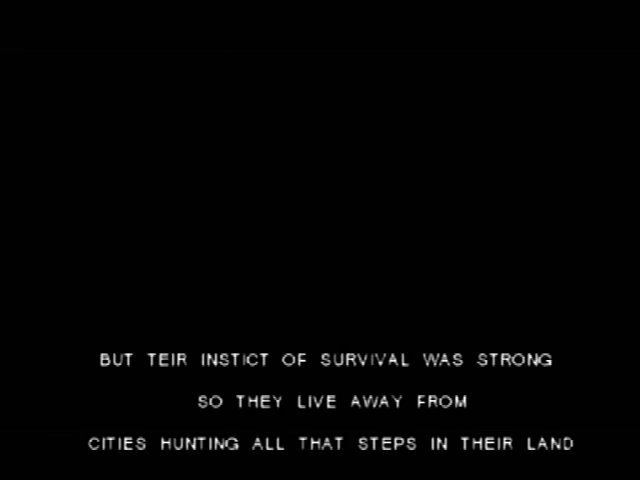 BUT TEIR INSTICT OF SURVIVAL WAS STRONG
SO THEY LIVE AWAY FROM
CITIES HUNTING ALL THAT STEPS IN THEIR LAND